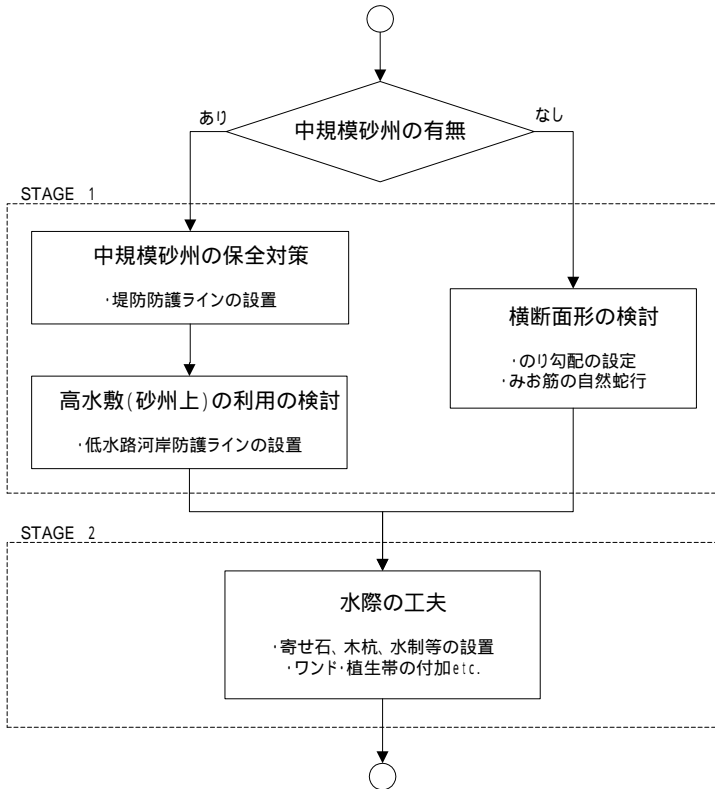 中規模砂州の有無
あり
なし
STAGE 1
中規模砂州の保全対策
・堤防防護ラインの設置
高水敷(砂州上)の利用の検討
・低水路河岸防護ラインの設置
横断面形の検討
・のり勾配の設定
・みお筋の自然蛇行
STAGE 2
水際の工夫
・寄せ石、木杭、水制等の設置
・ワンド・植生帯の付加etc.